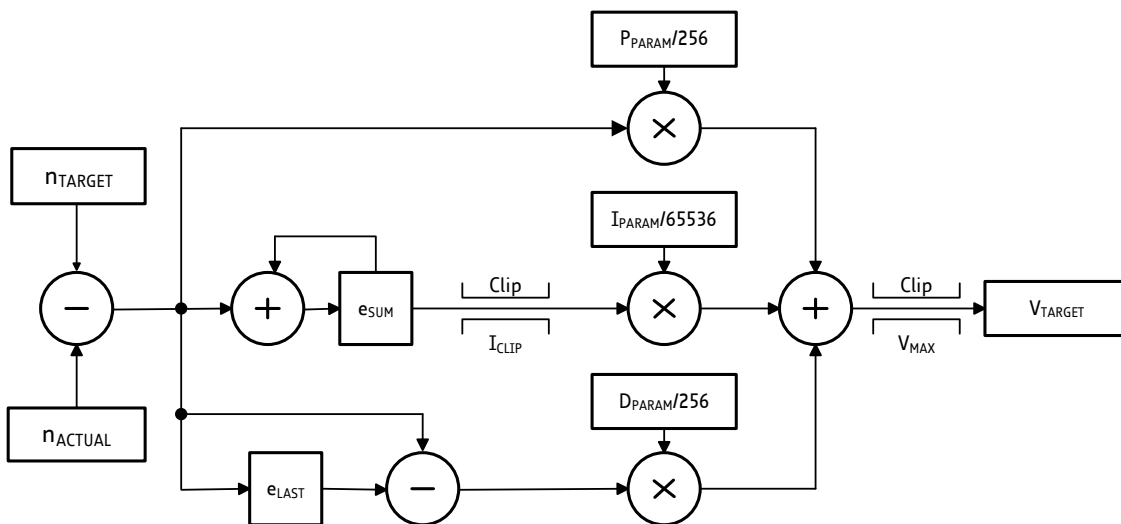 PPARAM/256
×
nTARGET
IPARAM/65536
×
−
+
eSUM
Clip
ICLIP
+
Clip
VMAX
VTARGET
nACTUAL
DPARAM/256
×
eLAST
−